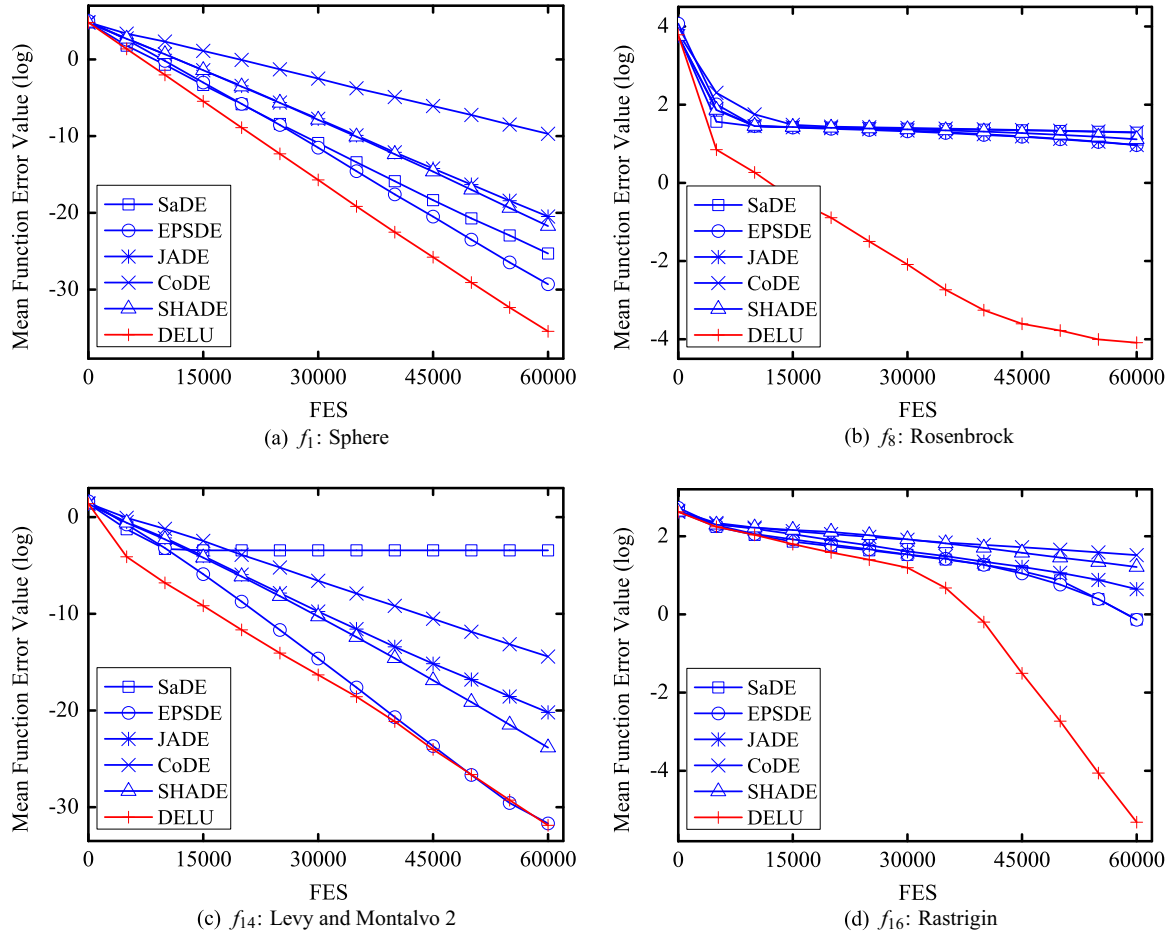 Mean Function Error Value (log)
0
-10
-20
-30
SaDE
EPSDE
JADE
CoDE
SHADE
DELU
0 15000 30000 45000 60000
FES
(a) f1: Sphere
Mean Function Error Value (log)
4
2
0
-2
-4
SaDE
EPSDE
JADE
CoDE
SHADE
DELU
0 15000 30000 45000 60000
FES
(b) f8: Rosenbrock
Mean Function Error Value (log)
0
-10
-20
-30
SaDE
EPSDE
JADE
CoDE
SHADE
DELU
0 15000 30000 45000 60000
FES
(c) f14: Levy and Montalvo 2
Mean Function Error Value (log)
2
0
-2
-4
SaDE
EPSDE
JADE
CoDE
SHADE
DELU
0 15000 30000 45000 60000
FES
(d) f16: Rastrigin